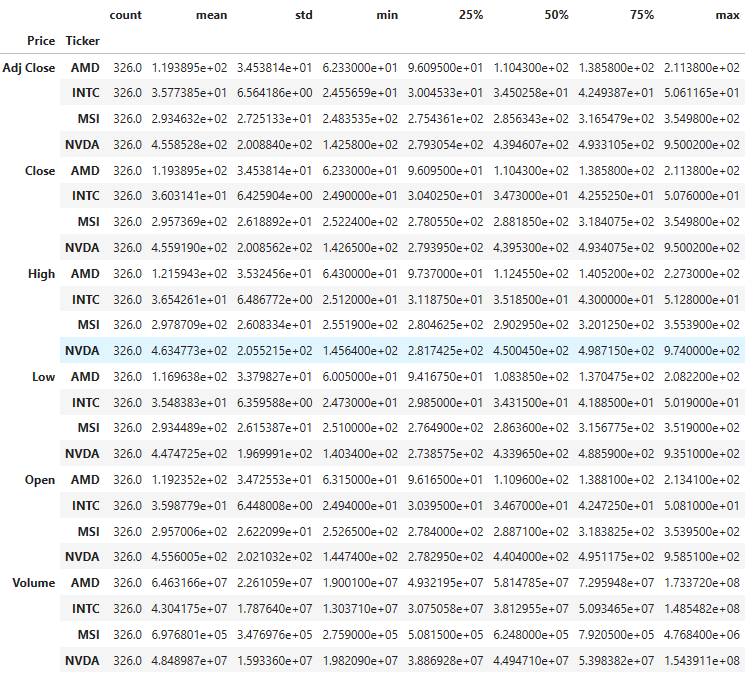 count mean std min 25% 50% 75% max
Price Ticker
Adj Close AMD 326.0 1.193895e+02 3.453814e+01 6.233000e+01 9.609500e+01 1.104300e+02 1.385800e+02 2.113800e+02
INTC 326.0 3.577385e+01 6.564186e+00 2.455659e+01 3.004533e+01 3.450258e+01 4.249387e+01 5.061165e+01
MSI 326.0 2.934632e+02 2.725133e+01 2.483535e+02 2.754361e+02 2.856343e+02 3.165479e+02 3.549800e+02
NVDA 326.0 4.558528e+02 2.008840e+02 1.425800e+02 2.793054e+02 4.394607e+02 4.933105e+02 9.500200e+02
Close AMD 326.0 1.193895e+02 3.453814e+01 6.233000e+01 9.609500e+01 1.104300e+02 1.385800e+02 2.113800e+02
INTC 326.0 3.603141e+01 6.425904e+00 2.490000e+01 3.040250e+01 3.473000e+01 4.255250e+01 5.076000e+01
MSI 326.0 2.957369e+02 2.618892e+01 2.522400e+02 2.780550e+02 2.881850e+02 3.184075e+02 3.549800e+02
NVDA 326.0 4.559190e+02 2.008562e+02 1.426500e+02 2.793950e+02 4.395300e+02 4.934075e+02 9.500200e+02
High AMD 326.0 1.215943e+02 3.532456e+01 6.430000e+01 9.737000e+01 1.124550e+02 1.405200e+02 2.273000e+02
INTC 326.0 3.654261e+01 6.486772e+00 2.512000e+01 3.118750e+01 3.518500e+01 4.300000e+01 5.128000e+01
MSI 326.0 2.978709e+02 2.608334e+01 2.551900e+02 2.804625e+02 2.902950e+02 3.201250e+02 3.553900e+02
NVDA 326.0 4.634773e+02 2.055215e+02 1.456400e+02 2.817425e+02 4.500450e+02 4.987150e+02 9.740000e+02
Low AMD 326.0 1.169638e+02 3.379827e+01 6.005000e+01 9.416750e+01 1.083850e+02 1.370475e+02 2.082200e+02
INTC 326.0 3.548383e+01 6.359588e+00 2.473000e+01 2.985000e+01 3.431500e+01 4.188500e+01 5.019000e+01
MSI 326.0 2.934489e+02 2.615387e+01 2.510000e+02 2.764900e+02 2.863600e+02 3.156775e+02 3.519000e+02
NVDA 326.0 4.474725e+02 1.969991e+02 1.403400e+02 2.738575e+02 4.339650e+02 4.885900e+02 9.351000e+02
Open AMD 326.0 1.192352e+02 3.472553e+01 6.315000e+01 9.616500e+01 1.109600e+02 1.388100e+02 2.134100e+02
INTC 326.0 3.598779e+01 6.448008e+00 2.494000e+01 3.039500e+01 3.467000e+01 4.247250e+01 5.081000e+01
MSI 326.0 2.957006e+02 2.622099e+01 2.526500e+02 2.784000e+02 2.887100e+02 3.183825e+02 3.539500e+02
NVDA 326.0 4.556005e+02 2.021032e+02 1.447400e+02 2.782950e+02 4.404000e+02 4.951175e+02 9.585100e+02
Volume AMD 326.0 6.463166e+07 2.261059e+07 1.900100e+07 4.932195e+07 5.814785e+07 7.295948e+07 1.733720e+08
INTC 326.0 4.304175e+07 1.787640e+07 1.303710e+07 3.075058e+07 3.812955e+07 5.093465e+07 1.485482e+08
MSI 326.0 6.976801e+05 3.476976e+05 2.759000e+05 5.081500e+05 6.248000e+05 7.920500e+05 4.768400e+06
NVDA 326.0 4.848987e+07 1.593360e+07 1.982090e+07 3.886928e+07 4.494710e+07 5.398382e+07 1.543911e+08